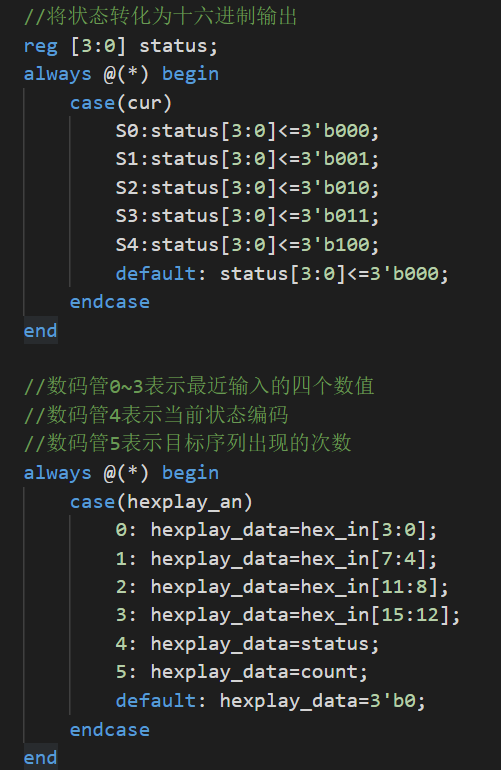 //将状态转化为十六进制输出
reg [3:0] status;
always @(*) begin
case(cur)
S0:status[3:0]<=3'b000;
S1:status[3:0]<=3'b001;
S2:status[3:0]<=3'b010;
S3:status[3:0]<=3'b011;
S4:status[3:0]<=3'b100;
default: status[3:0]<=3'b000;
endcase
end
//数码管0~3表示最近输入的四个数值
//数码管4表示当前状态编码
//数码管5表示目标序列出现的次数
always @(*) begin
case(hexplay_an)
0: hexplay_data=hex_in[3:0];
1: hexplay_data=hex_in[7:4];
2: hexplay_data=hex_in[11:8];
3: hexplay_data=hex_in[15:12];
4: hexplay_data=status;
5: hexplay_data=count;
default: hexplay_data=3'b0;
endcase
end